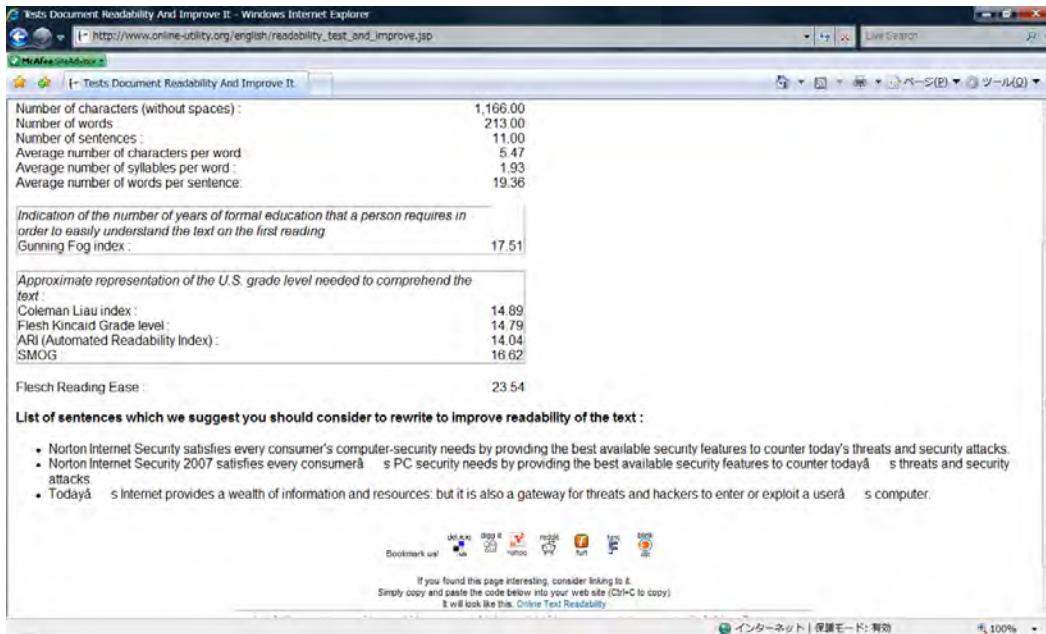 Tests Document Readability And Improve It - Windows Internet Explorer
http://www.online-utility.org/english/readability_test_and_improve.jsp
Live Search
McAfee SiteAdvisor
Tests Document Readability And Improve It
ページ(P) ツール(O)
Number of characters (without spaces) : 1,166.00
Number of words : 213.00
Number of sentences : 11.00
Average number of characters per word : 5.47
Average number of syllables per word : 1.93
Average number of words per sentence: 19.36
Indication of the number of years of formal education that a person requires in
order to easily understand the text on the first reading
Gunning Fog index : 17.51
Approximate representation of the U.S. grade level needed to comprehend the
text :
Coleman Liau index : 14.89
Flesh Kincaid Grade level : 14.79
ARI (Automated Readability Index) : 14.04
SMOG : 16.62
Flesch Reading Ease : 23.54
List of sentences which we suggest you should consider to rewrite to improve readability of the text :
• Norton Internet Security satisfies every consumer's computer-security needs by providing the best available security features to counter today's threats and security attacks.
• Norton Internet Security 2007 satisfies every consumerâ s PC security needs by providing the best available security features to counter todayâ s threats and security
attacks.
• Todayâ s Internet provides a wealth of information and resources: but it is also a gateway for threats and hackers to enter or exploit a userâ s computer.
del.icio.us digg it yahoo reddit furl fark blink
Bookmark us!
If you found this page interesting, consider linking to it.
Simply copy and paste the code below into your web site (Ctrl+C to copy)
It will look like this: Online Text Readability
インターネット | 保護モード: 有効 100%